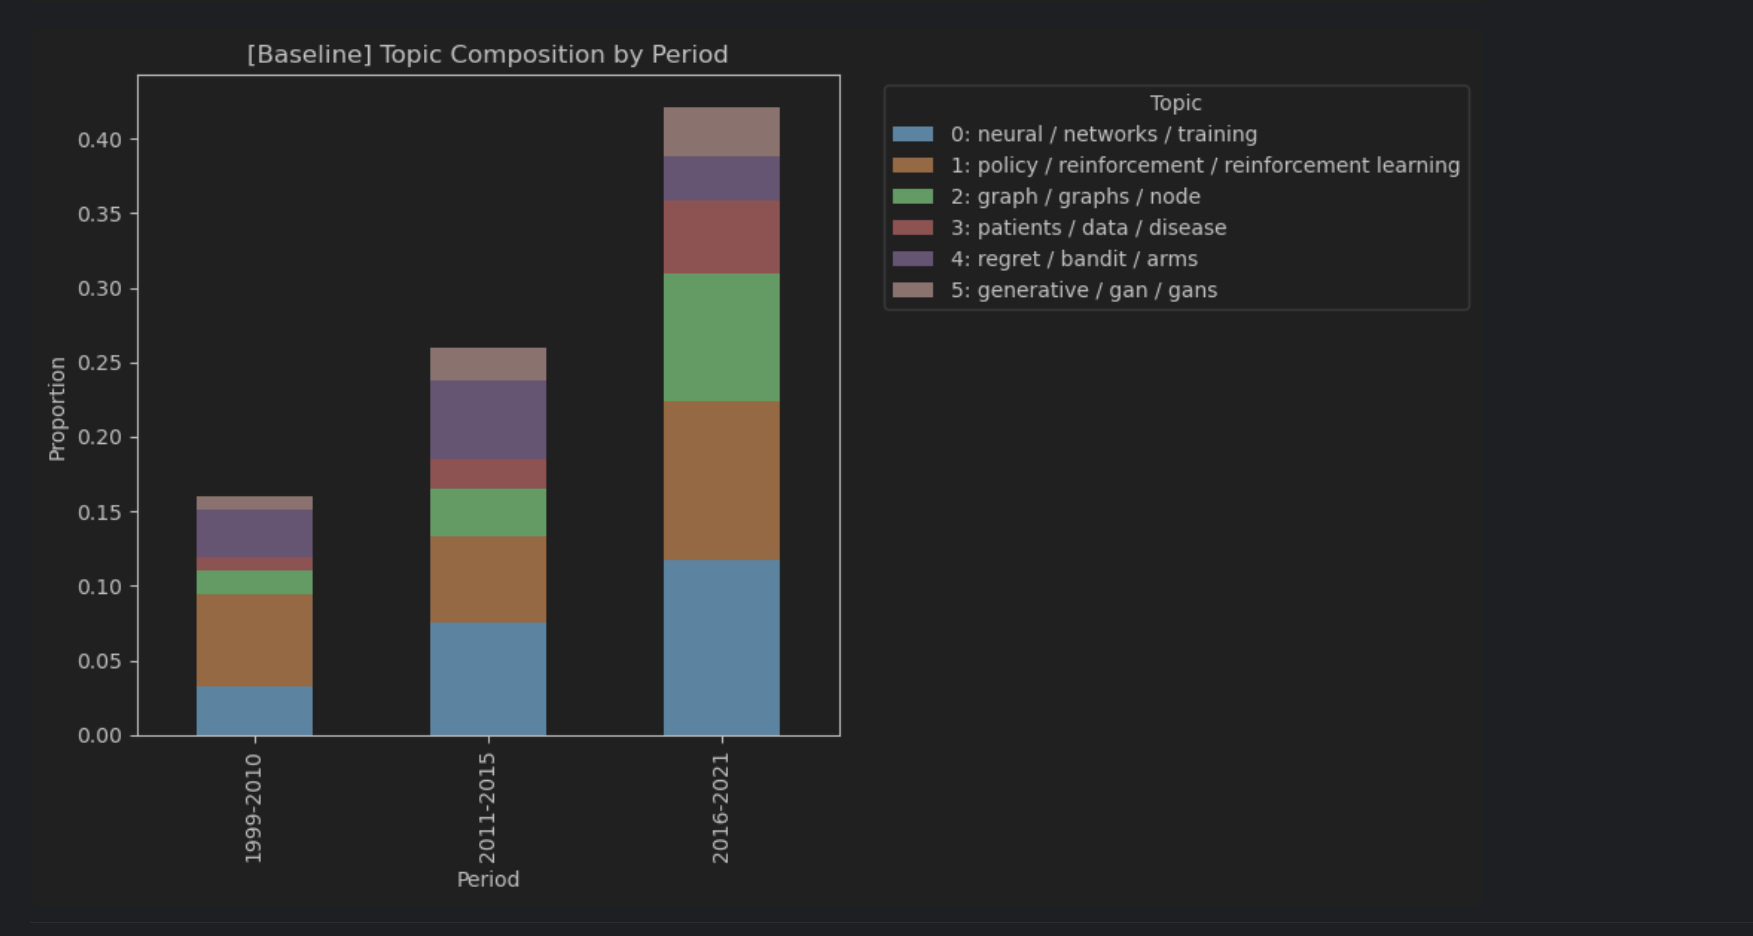 [Baseline] Topic Composition by Period
Proportion
0.40
0.35
0.30
0.25
0.20
0.15
0.10
0.05
0.00
1999-2010
2011-2015
2016-2021
Period
Topic
0: neural / networks / training
1: policy / reinforcement / reinforcement learning
2: graph / graphs / node
3: patients / data / disease
4: regret / bandit / arms
5: generative / gan / gans